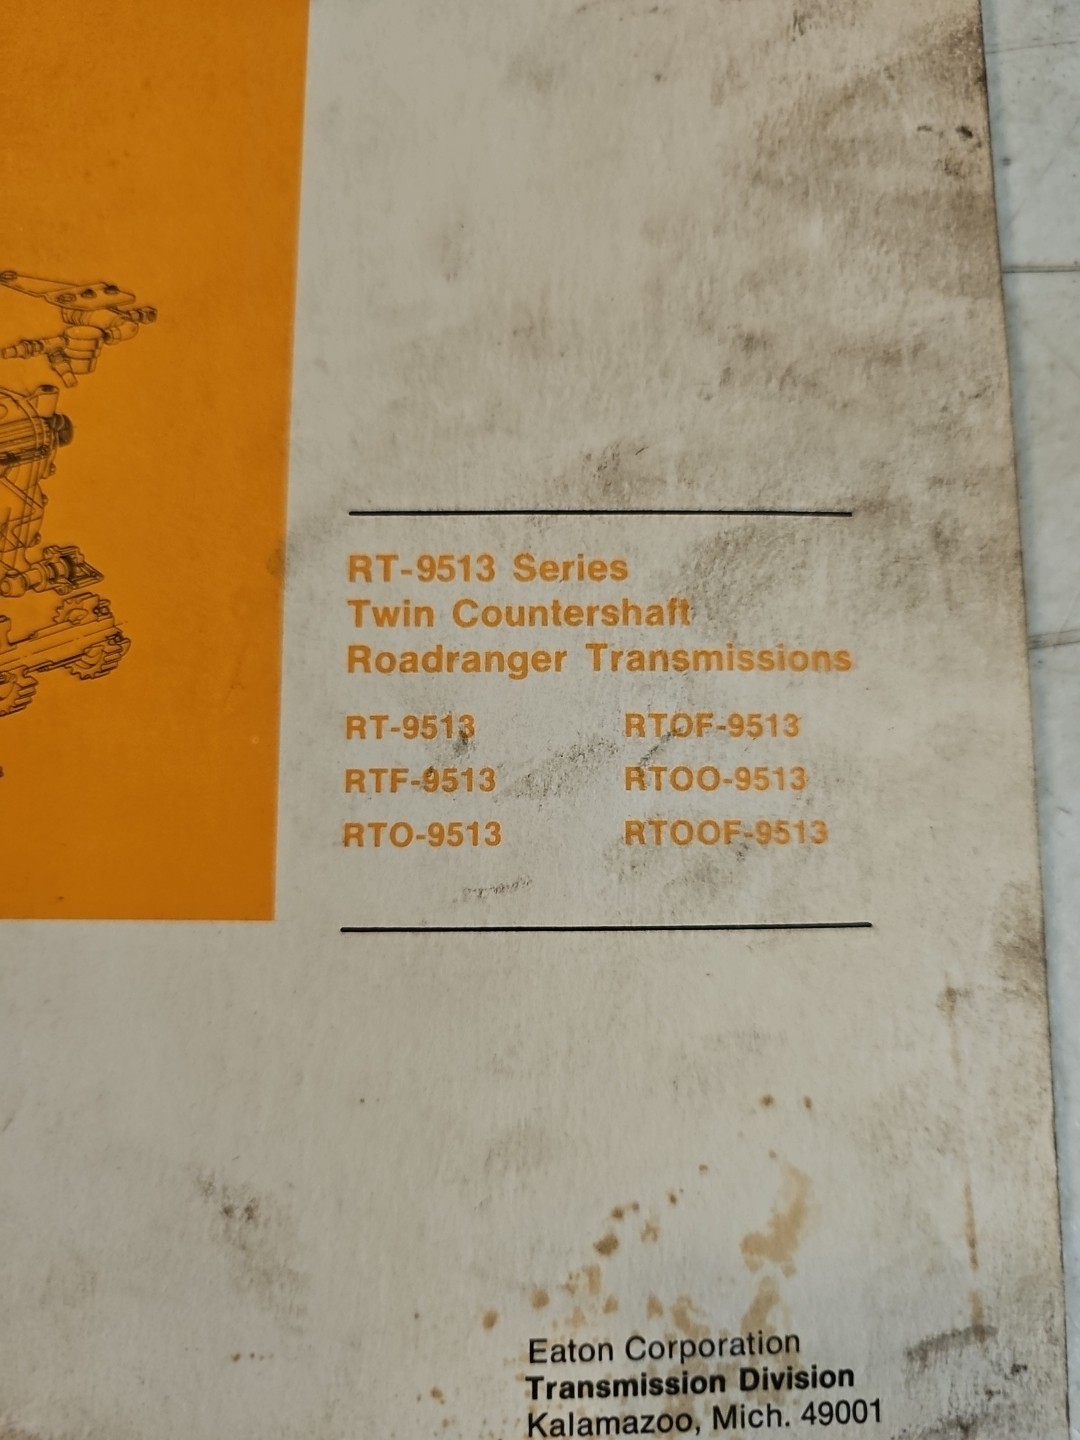 RT-9513 Series
Twin Countershaft
Roadranger Transmissions
RT-9513 RTOF-9513
RTF-9513 RTOO-9513
RTO-9513 RTOOF-9513
Eaton Corporation
Transmission Division
Kalamazoo, Mich. 49001